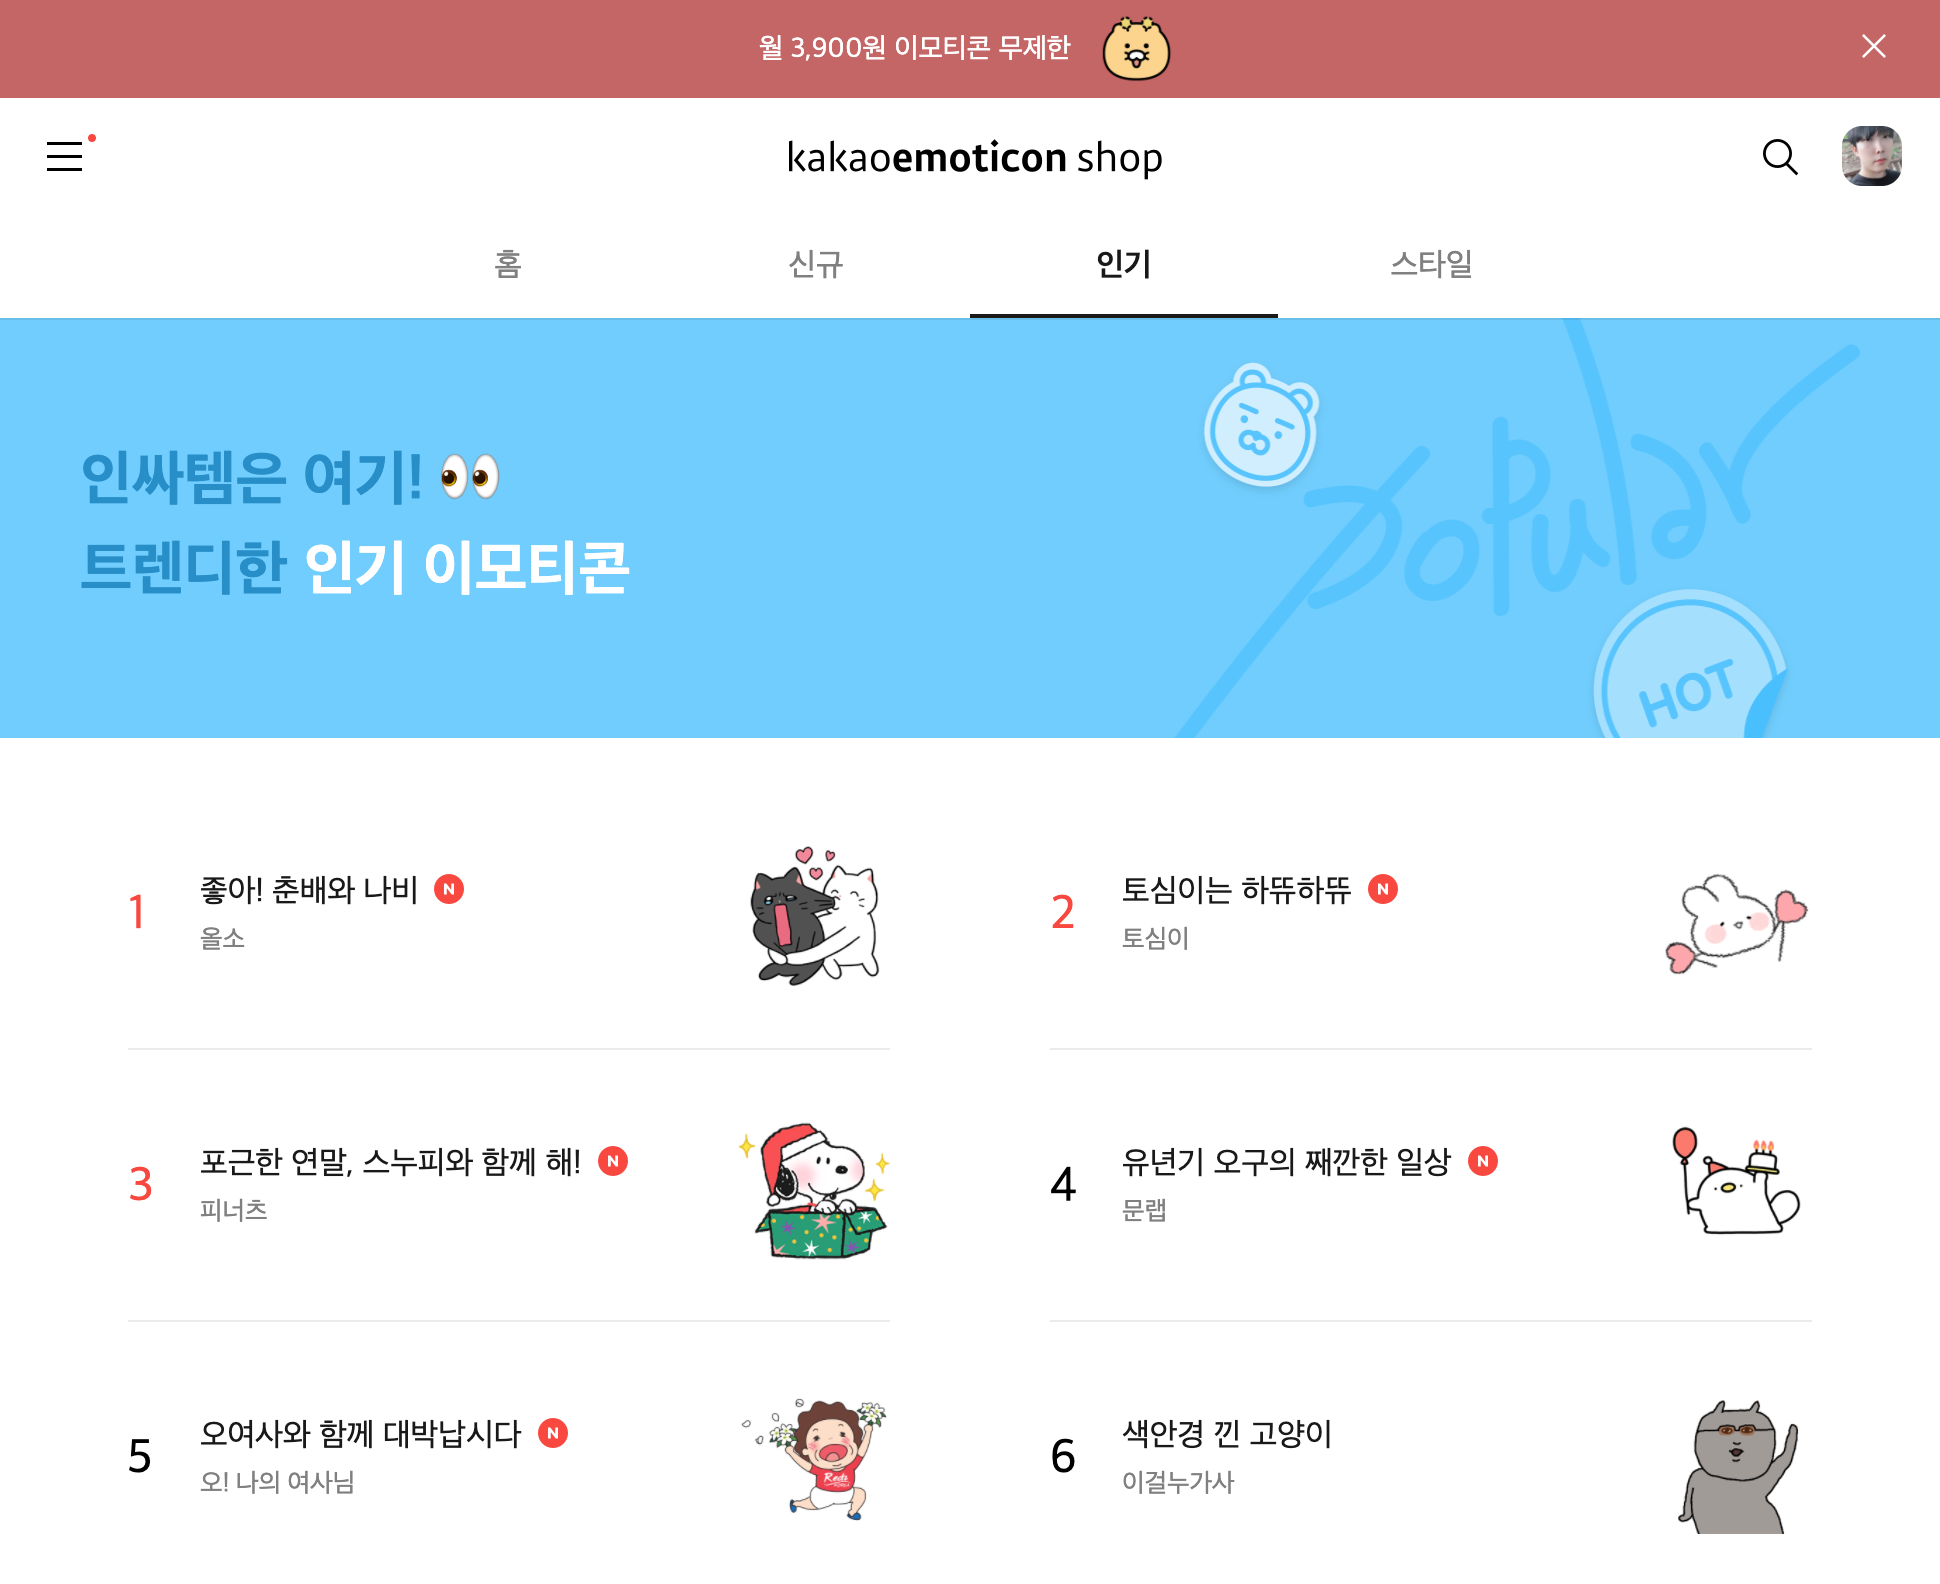 월 3,900원 이모티콘 무제한
kakaoemoticon shop
홈
신규
인기
스타일
인싸템은 여기! 👀
트렌디한 인기 이모티콘
popular
HOT
1
좋아! 춘배와 나비 N
올소
2
토심이는 하뜌하뜌 N
토심이
3
포근한 연말, 스누피와 함께 해! N
피너츠
4
유년기 오구의 째깐한 일상 N
문랩
5
오여사와 함께 대박납시다 N
오! 나의 여사님
Reds
6
색안경 낀 고양이
이걸누가사